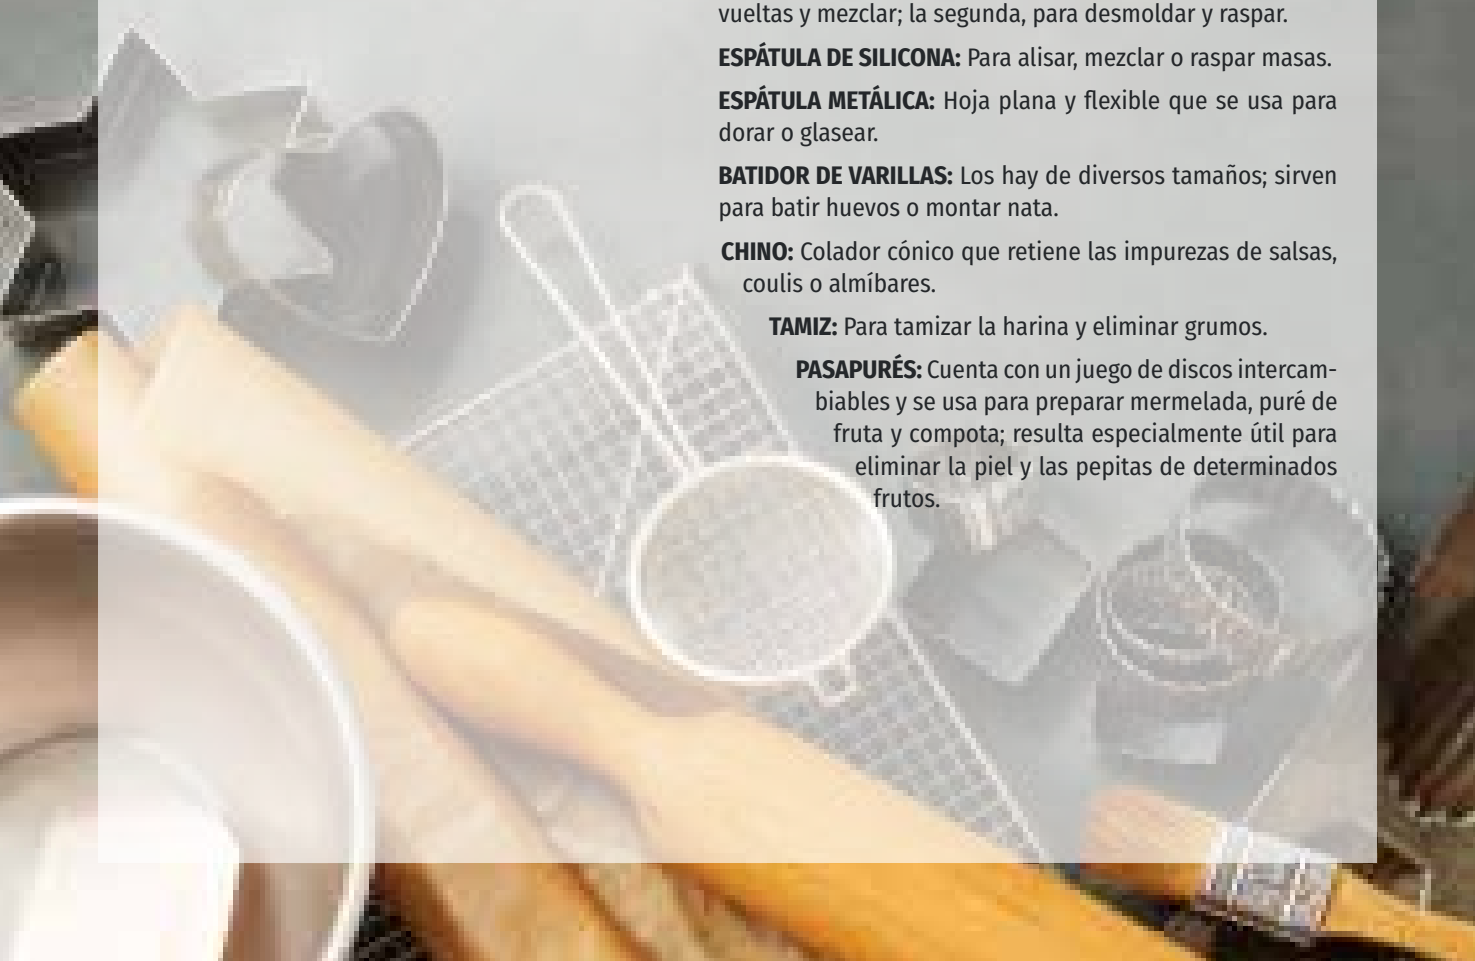 vueltas y mezclar; la segunda, para desmoldar y raspar.
ESPÁTULA DE SILICONA: Para alisar, mezclar o raspar masas.
ESPÁTULA METÁLICA: Hoja plana y flexible que se usa para
dorar o glasear.
BATIDOR DE VARILLAS: Los hay de diversos tamaños; sirven
para batir huevos o montar nata.
CHINO: Colador cónico que retiene las impurezas de salsas,
coulis o almíbares.
TAMIZ: Para tamizar la harina y eliminar grumos.
PASAPURÉS: Cuenta con un juego de discos intercam-
biables y se usa para preparar mermelada, puré de
fruta y compota; resulta especialmente útil para
eliminar la piel y las pepitas de determinados
frutos.